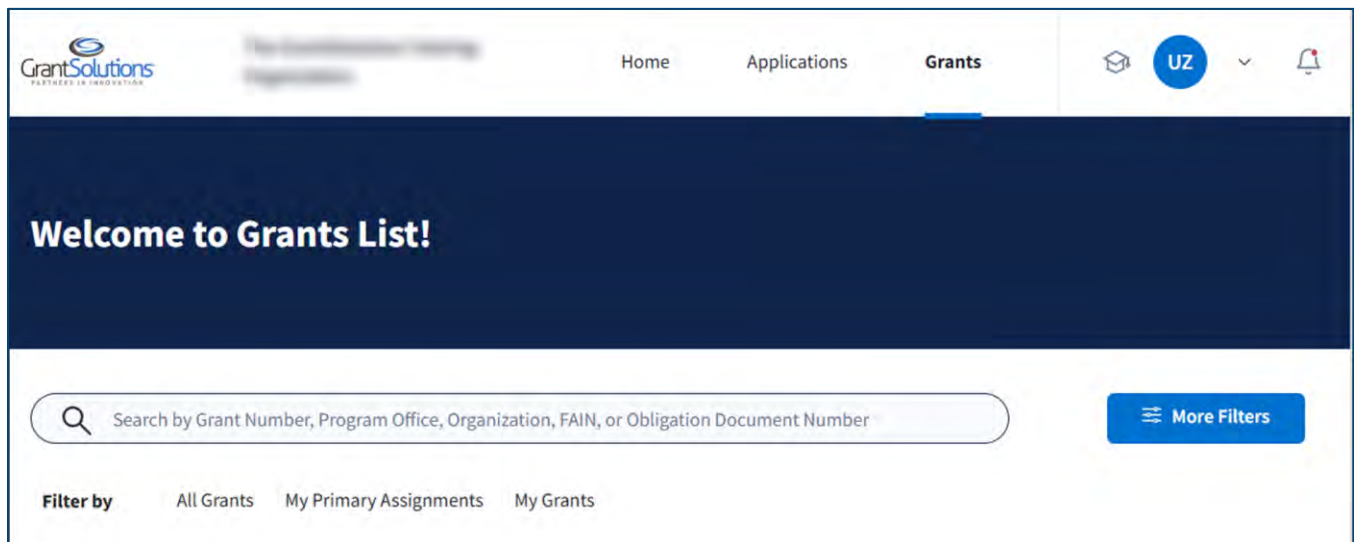 GrantSolutions
PARTNERS IN INNOVATION
Home Applications Grants UZ
Welcome to Grants List!
Search by Grant Number, Program Office, Organization, FAIN, or Obligation Document Number
More Filters
Filter by All Grants My Primary Assignments My Grants